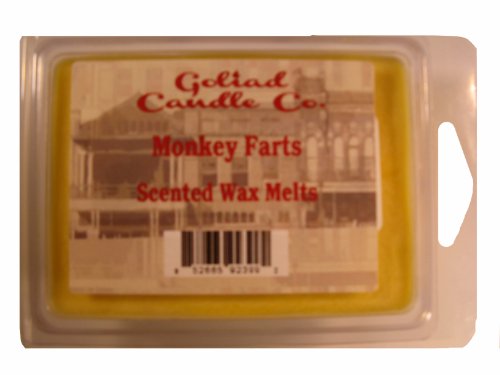 Goliad
Candle Co.
Monkey Farts
Scented Wax Melts